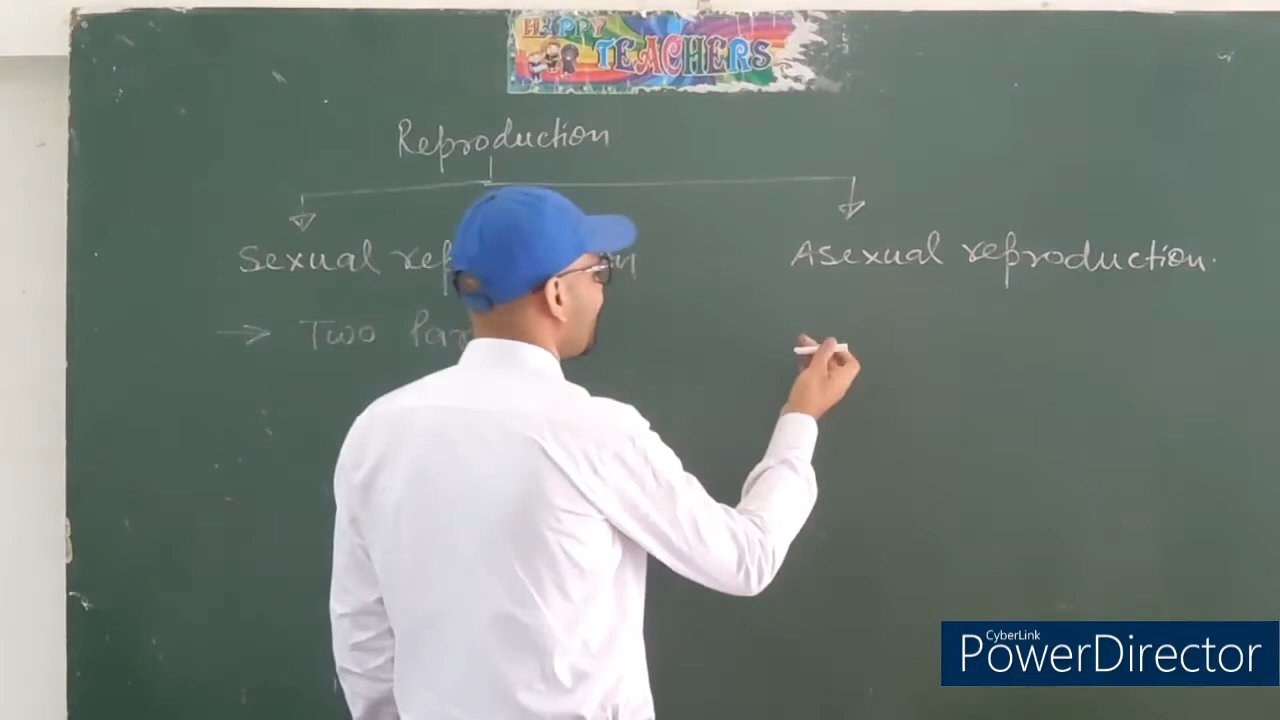 HAPPY
TEACHERS
Reproduction
Sexual
Asexual reproduction.
→ Two
CyberLink
PowerDirector